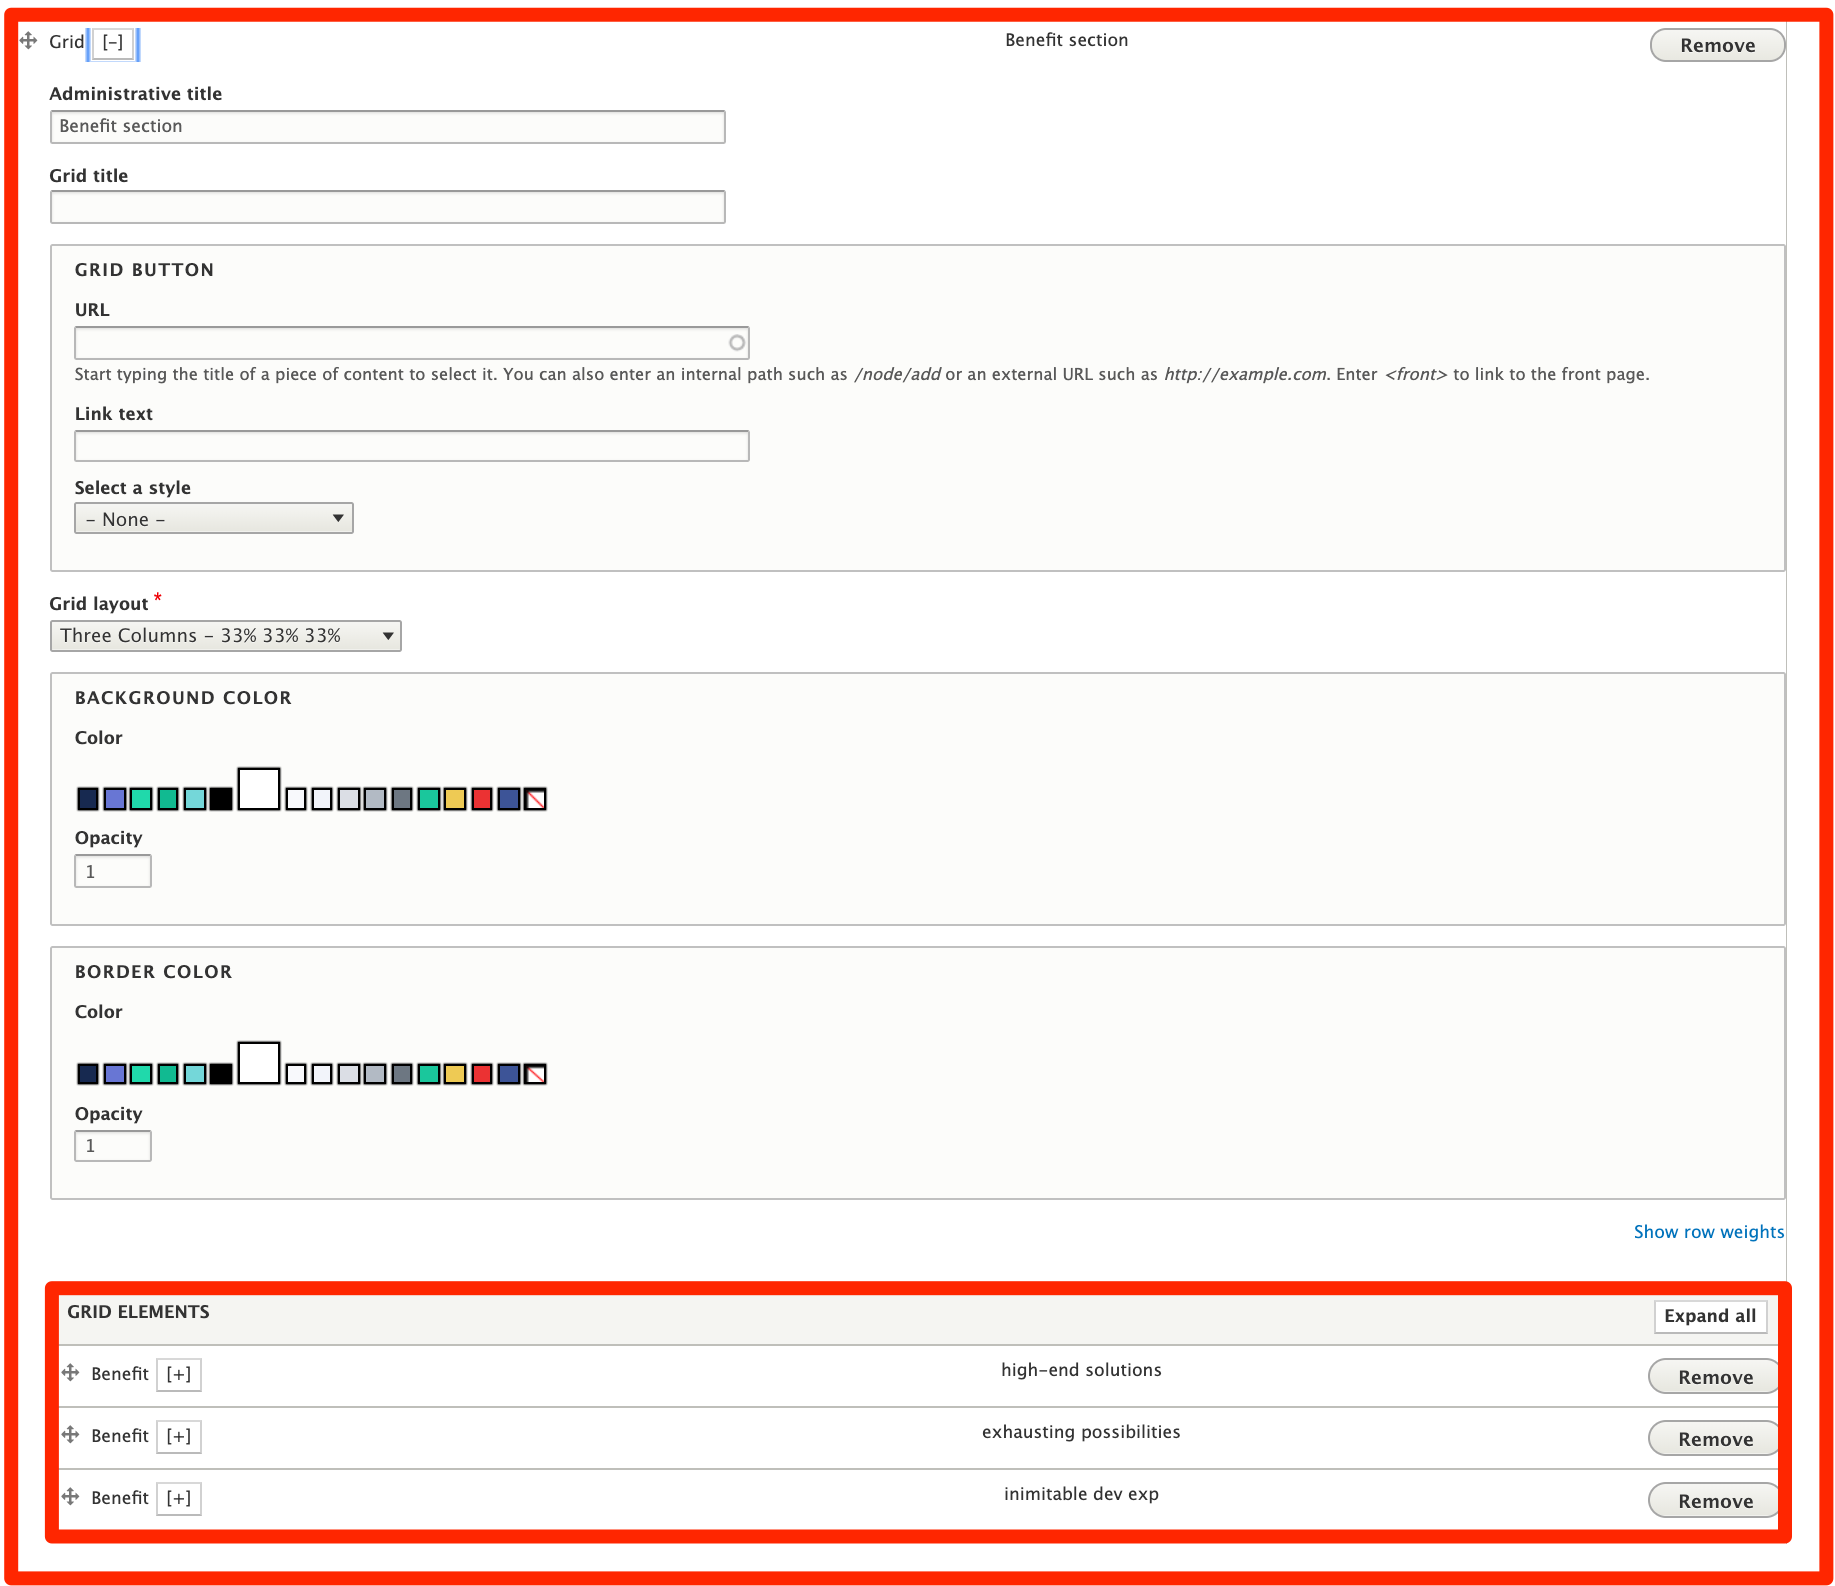 Grid [-] Benefit section Remove
Administrative title
Benefit section
Grid title
GRID BUTTON
URL
Start typing the title of a piece of content to select it. You can also enter an internal path such as /node/add or an external URL such as http://example.com. Enter <front> to link to the front page.
Link text
Select a style
- None -
Grid layout *
Three Columns - 33% 33% 33%
BACKGROUND COLOR
Color
Opacity
1
BORDER COLOR
Color
Opacity
1
Show row weights
GRID ELEMENTS Expand all
Benefit [+] high-end solutions Remove
Benefit [+] exhausting possibilities Remove
Benefit [+] inimitable dev exp Remove